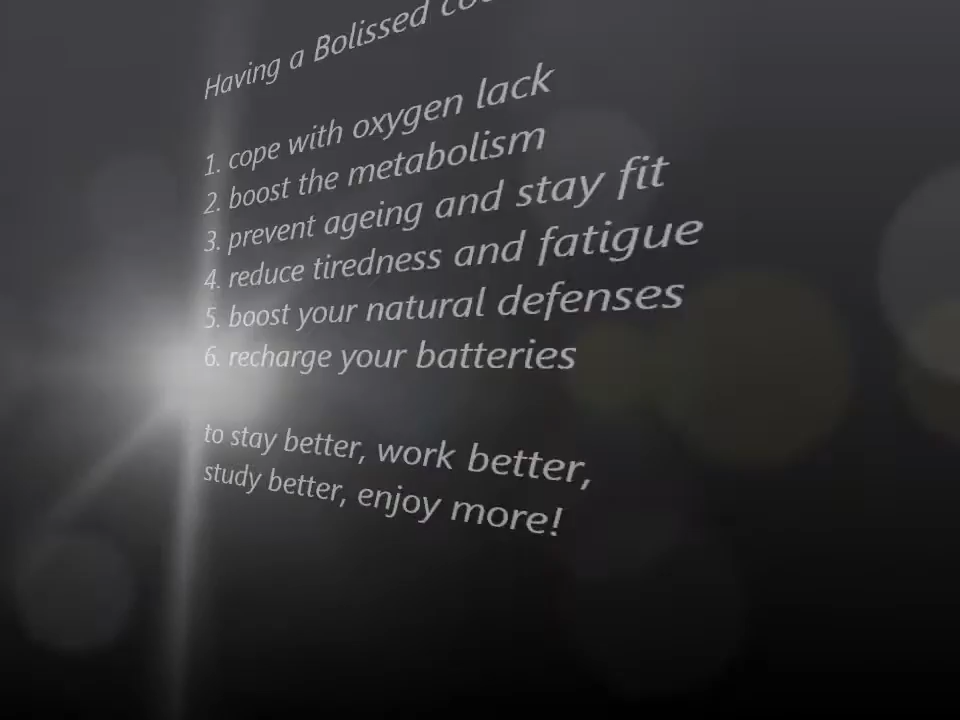 Having a Bolissed
1. cope with oxygen lack
2. boost the metabolism
3. prevent ageing and stay fit
4. reduce tiredness and fatigue
5. boost your natural defenses
6. recharge your batteries
to stay better, work better,
study better, enjoy more!